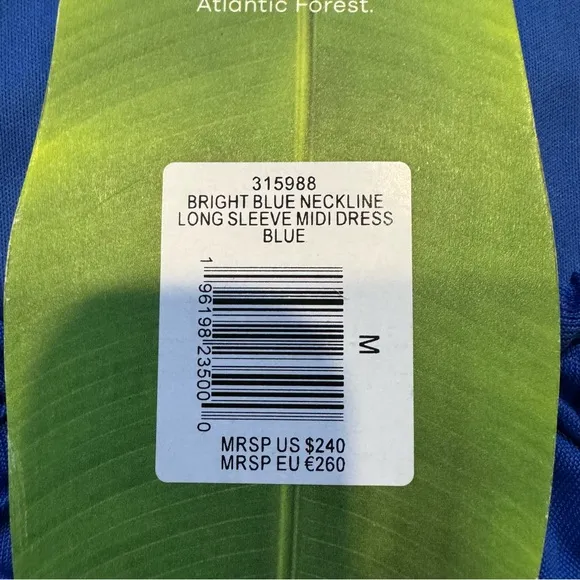 Atlantic Forest.
315988
BRIGHT BLUE NECKLINE
LONG SLEEVE MIDI DRESS
BLUE
1 96198 23500 0
M
MRSP US $240
MRSP EU €260